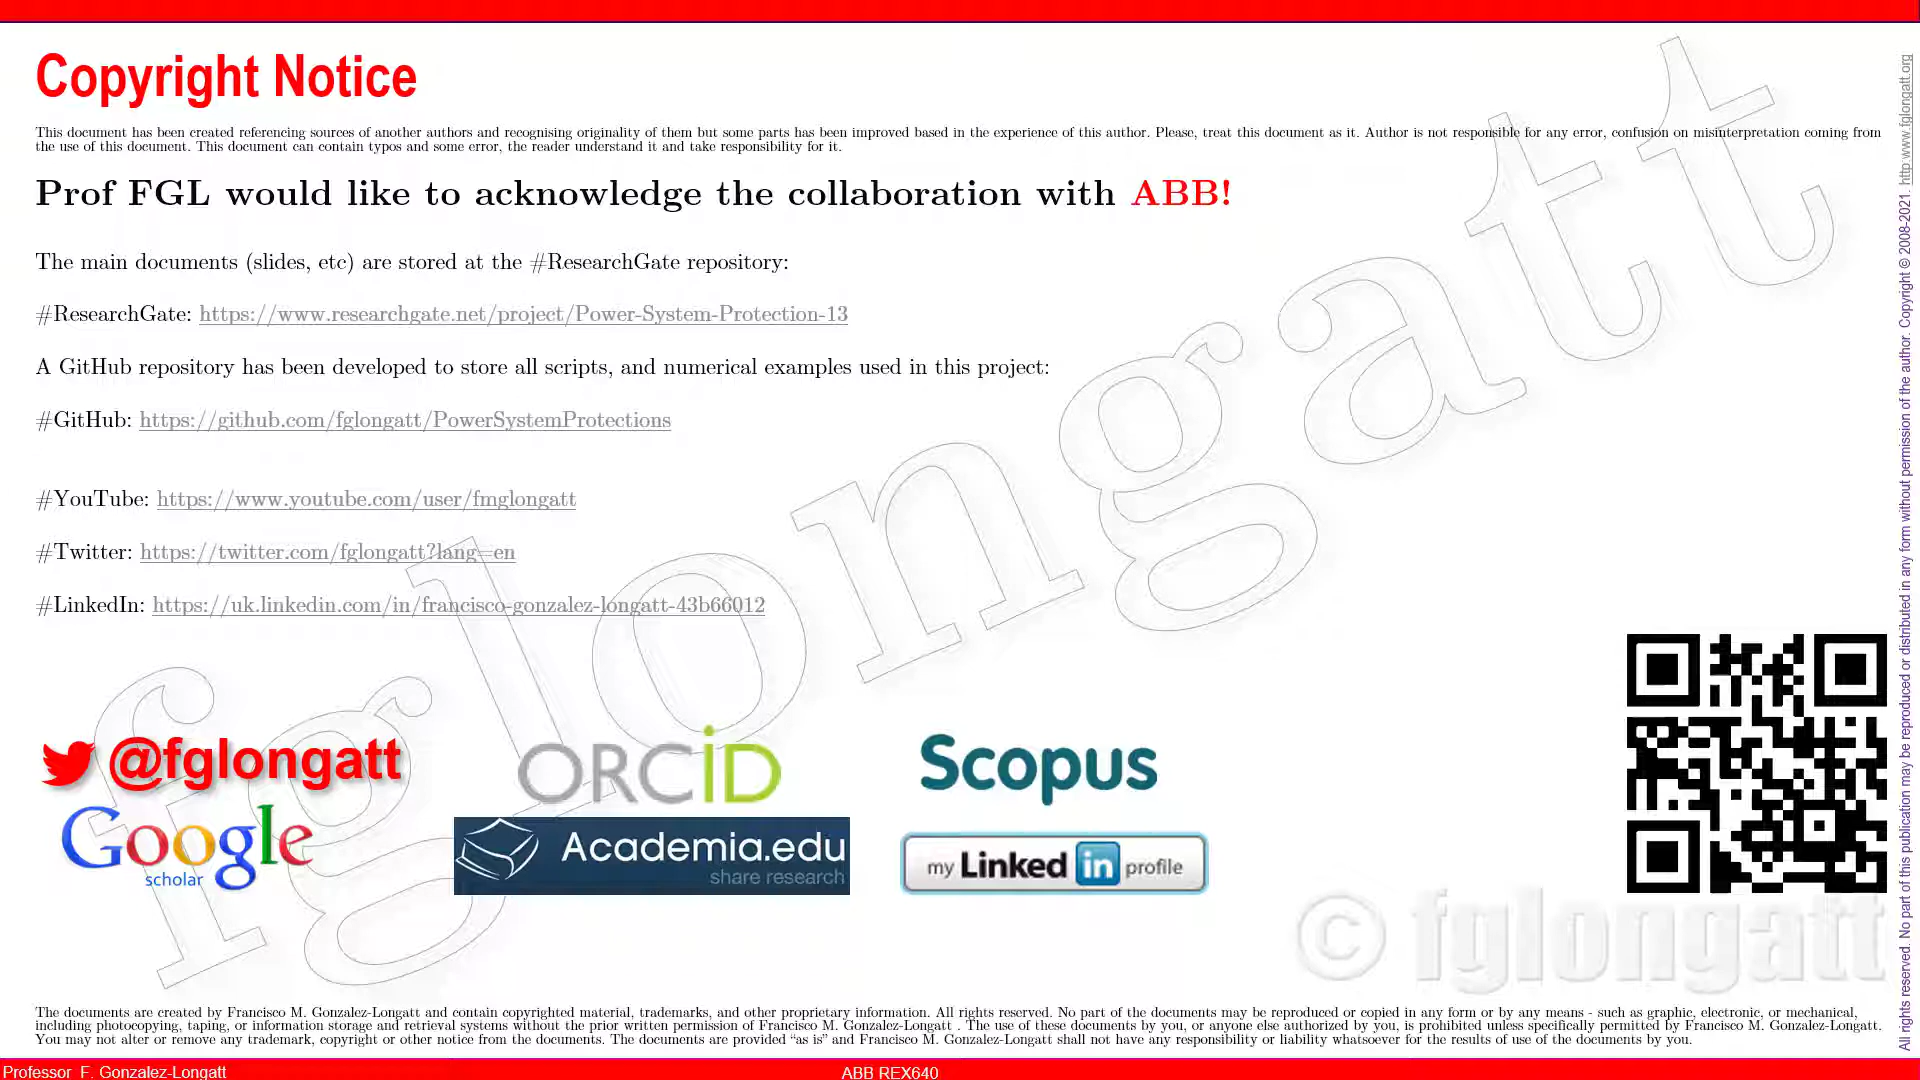 Copyright Notice
This document has been created referencing sources of another authors and recognising originality of them but some parts has been improved based in the experience of this author. Please, treat this document as it. Author is not responsible for any error, confusion on misinterpretation coming from
the use of this document. This document can contain typos and some error, the reader understand it and take responsibility for it.
Prof FGL would like to acknowledge the collaboration with ABB!
The main documents (slides, etc) are stored at the #ResearchGate repository:
#ResearchGate: https://www.researchgate.net/project/Power-System-Protection-13
A GitHub repository has been developed to store all scripts, and numerical examples used in this project:
#GitHub: https://github.com/fglongatt/PowerSystemProtections
#YouTube: https://www.youtube.com/user/fmglongatt
#Twitter: https://twitter.com/fglongatt?lang=en
#LinkedIn: https://uk.linkedin.com/in/francisco-gonzalez-longatt-43b66012
fglongatt
@fglongatt
ORCiD
Scopus
Google
scholar
Academia.edu
share research
my Linked in profile
© fglongatt
The documents are created by Francisco M. Gonzalez-Longatt and contain copyrighted material, trademarks, and other proprietary information. All rights reserved. No part of the documents may be reproduced or copied in any form or by any means - such as graphic, electronic, or mechanical,
including photocopying, taping, or information storage and retrieval systems without the prior written permission of Francisco M. Gonzalez-Longatt . The use of these documents by you, or anyone else authorized by you, is prohibited unless specifically permitted by Francisco M. Gonzalez-Longatt.
You may not alter or remove any trademark, copyright or other notice from the documents. The documents are provided “as is” and Francisco M. Gonzalez-Longatt shall not have any responsibility or liability whatsoever for the results of use of the documents by you.
Professor F. Gonzalez-Longatt
ABB REX640
All rights reserved. No part of this publication may be reproduced or distributed in any form without permission of the author. Copyright © 2008-2021. http:www.fglongatt.org